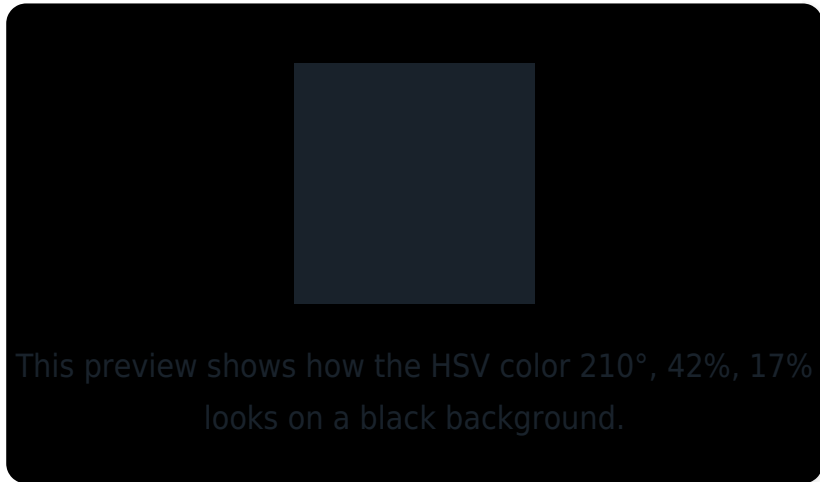 This preview shows how the HSV color 210°, 42%, 17%
looks on a black background.